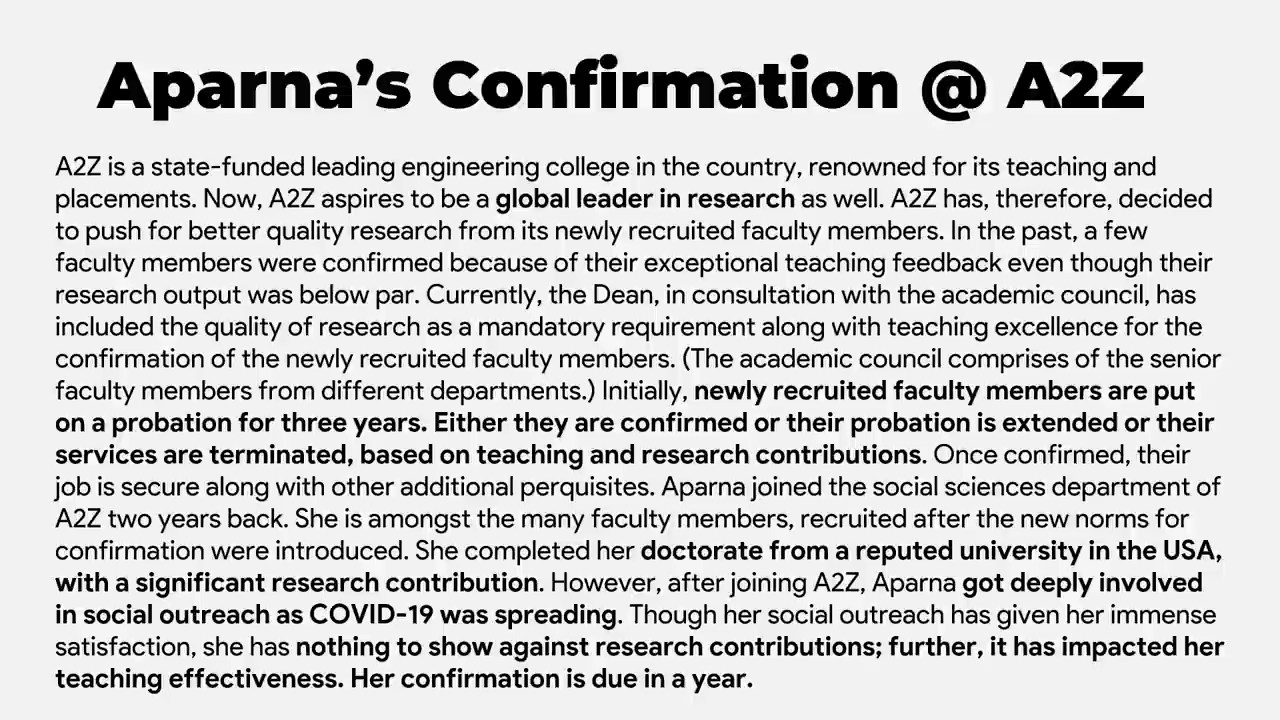 Aparna’s Confirmation @ A2Z
A2Z is a state-funded leading engineering college in the country, renowned for its teaching and
placements. Now, A2Z aspires to be a global leader in research as well. A2Z has, therefore, decided
to push for better quality research from its newly recruited faculty members. In the past, a few
faculty members were confirmed because of their exceptional teaching feedback even though their
research output was below par. Currently, the Dean, in consultation with the academic council, has
included the quality of research as a mandatory requirement along with teaching excellence for the
confirmation of the newly recruited faculty members. (The academic council comprises of the senior
faculty members from different departments.) Initially, newly recruited faculty members are put
on a probation for three years. Either they are confirmed or their probation is extended or their
services are terminated, based on teaching and research contributions. Once confirmed, their
job is secure along with other additional perquisites. Aparna joined the social sciences department of
A2Z two years back. She is amongst the many faculty members, recruited after the new norms for
confirmation were introduced. She completed her doctorate from a reputed university in the USA,
with a significant research contribution. However, after joining A2Z, Aparna got deeply involved
in social outreach as COVID-19 was spreading. Though her social outreach has given her immense
satisfaction, she has nothing to show against research contributions; further, it has impacted her
teaching effectiveness. Her confirmation is due in a year.